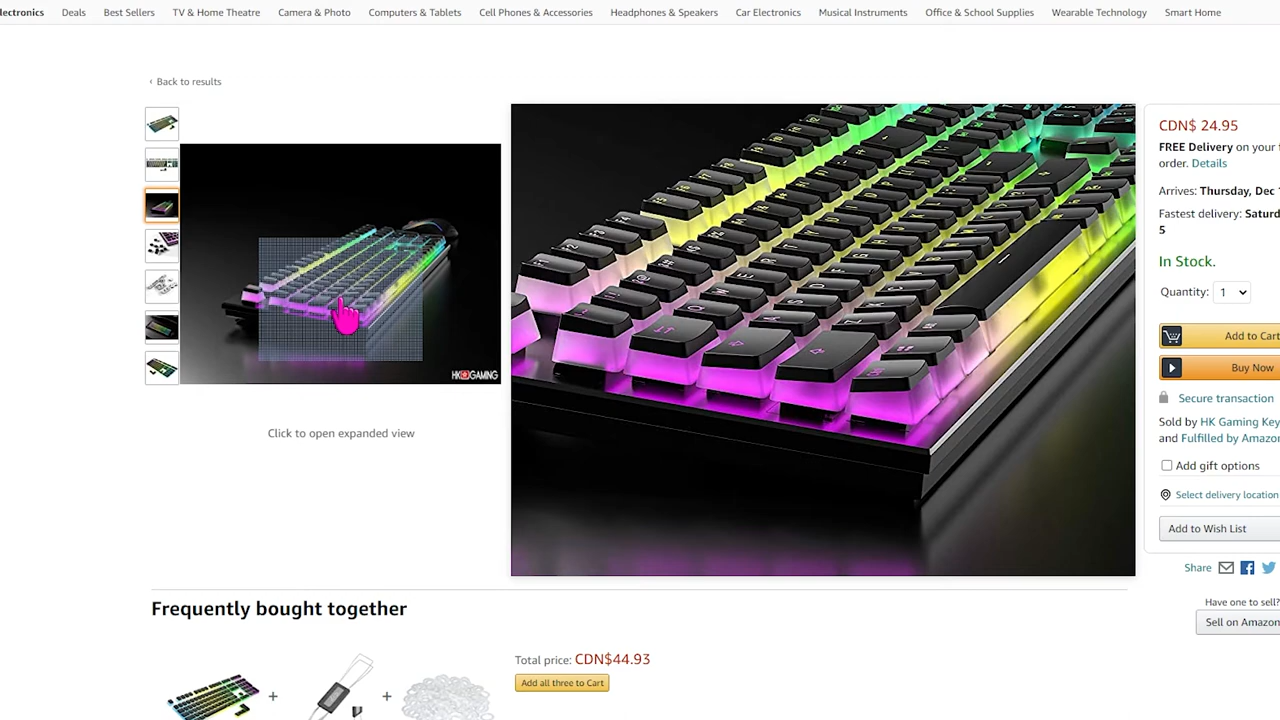 lectronics Deals Best Sellers TV & Home Theatre Camera & Photo Computers & Tablets Cell Phones & Accessories Headphones & Speakers Car Electronics Musical Instruments Office & School Supplies Wearable Technology Smart Home
‹ Back to results
HK GAMING
Click to open expanded view
CDN$ 24.95
FREE Delivery on your f
order. Details
Arrives: Thursday, Dec 1
Fastest delivery: Saturd
5
In Stock.
Quantity: 1
Add to Cart
Buy Now
Secure transaction
Sold by HK Gaming Key
and Fulfilled by Amazon
Add gift options
Select delivery location
Add to Wish List
Share
Have one to sell?
Sell on Amazon
Frequently bought together
Total price: CDN$44.93
Add all three to Cart
+ +